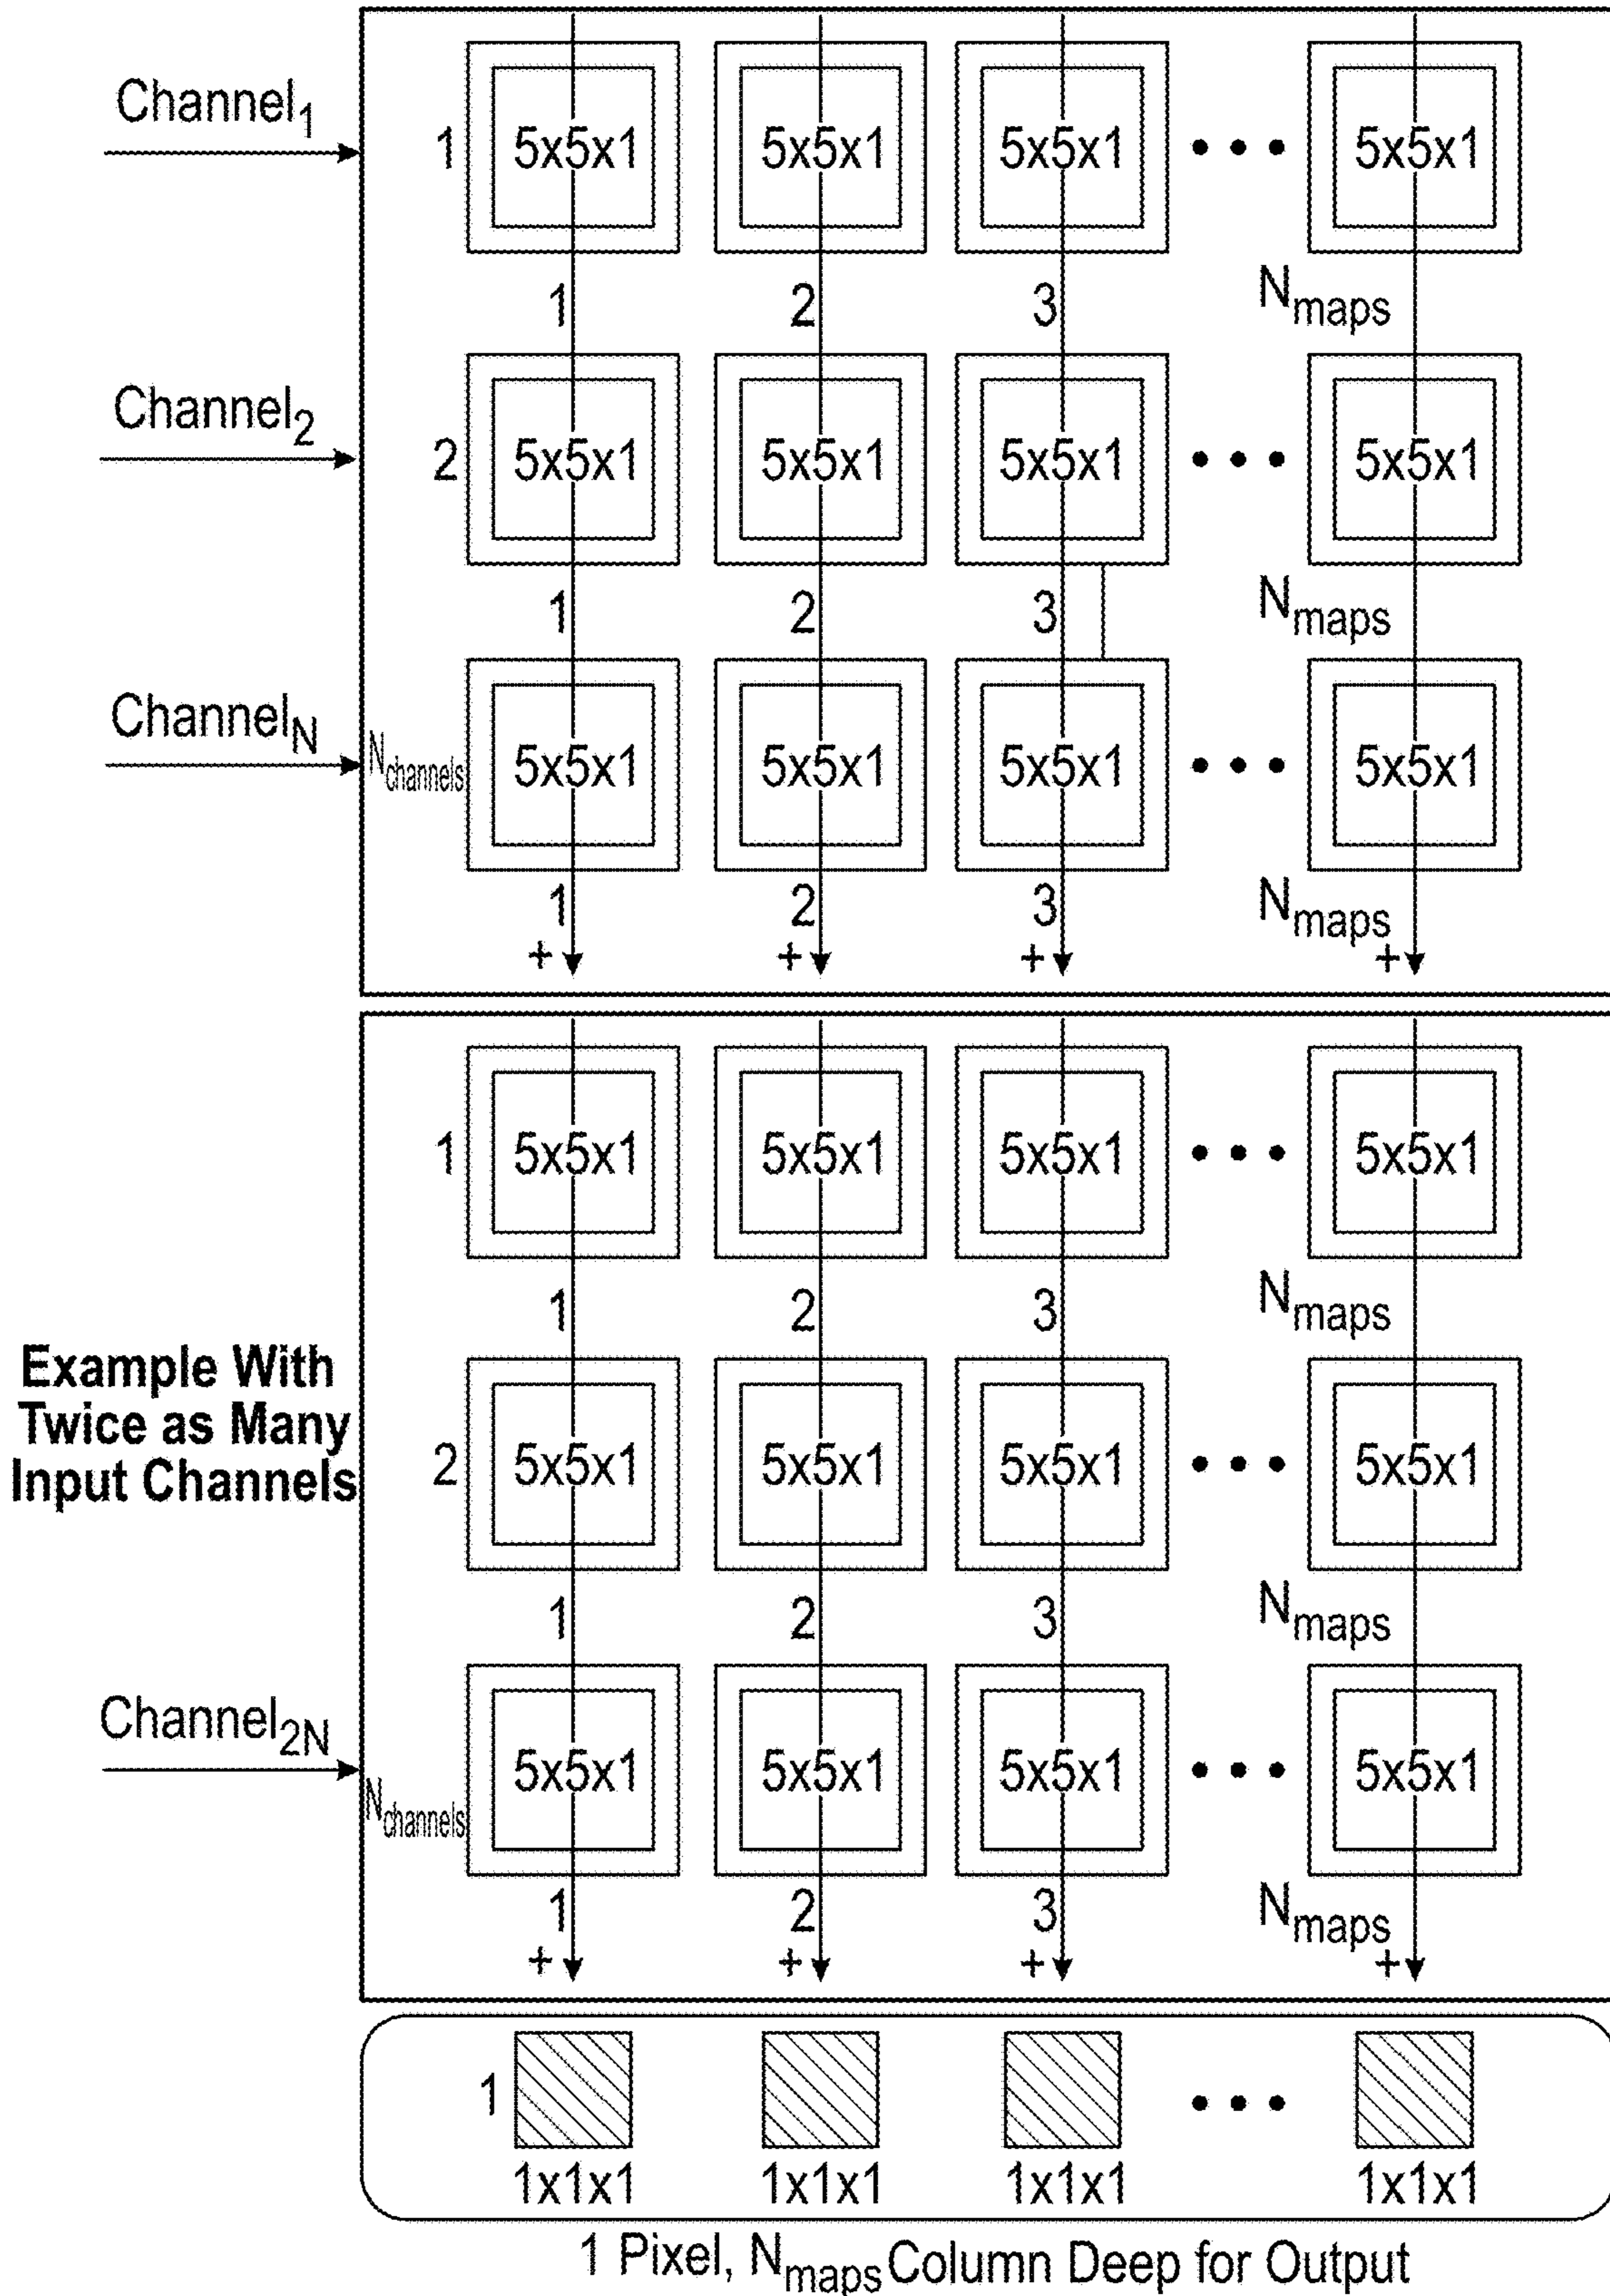 Channel1
1 5x5x1 5x5x1 5x5x1 • • • 5x5x1
1 2 3 Nmaps
Channel2
2 5x5x1 5x5x1 5x5x1 • • • 5x5x1
1 2 3 Nmaps
ChannelN
Nchannels 5x5x1 5x5x1 5x5x1 • • • 5x5x1
1 2 3 Nmaps
+ + + +
1 5x5x1 5x5x1 5x5x1 • • • 5x5x1
1 2 3 Nmaps
Example With
Twice as Many
Input Channels
2 5x5x1 5x5x1 5x5x1 • • • 5x5x1
1 2 3 Nmaps
Channel2N
Nchannels 5x5x1 5x5x1 5x5x1 • • • 5x5x1
1 2 3 Nmaps
+ + + +
1 • • •
1x1x1 1x1x1 1x1x1 1x1x1
1 Pixel, Nmaps Column Deep for Output